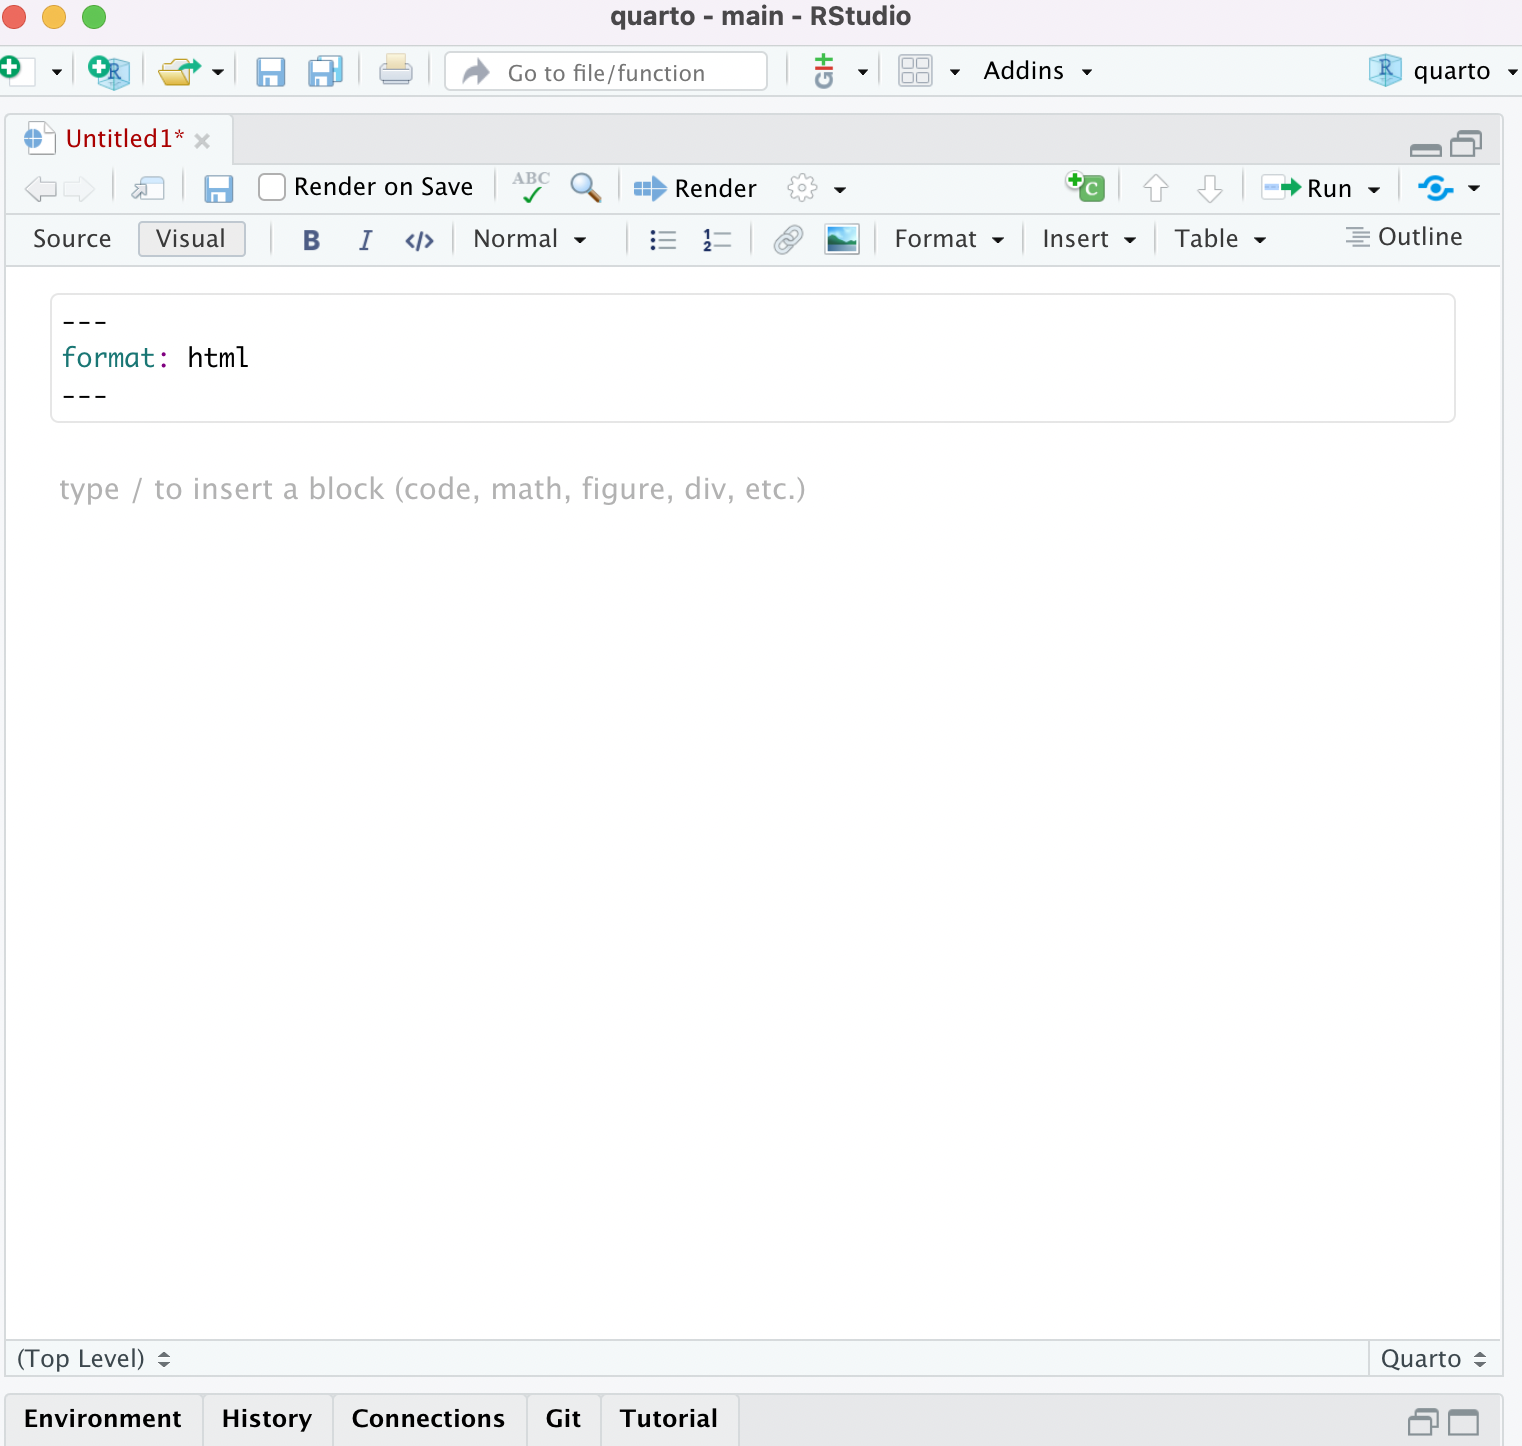 quarto - main - RStudio
Go to file/function
Addins
quarto
Untitled1*
Render on Save
ABC
Render
Run
Source
Visual
B
I
</>
Normal
Format
Insert
Table
Outline
---
format: html
---
type / to insert a block (code, math, figure, div, etc.)
(Top Level)
Quarto
Environment
History
Connections
Git
Tutorial